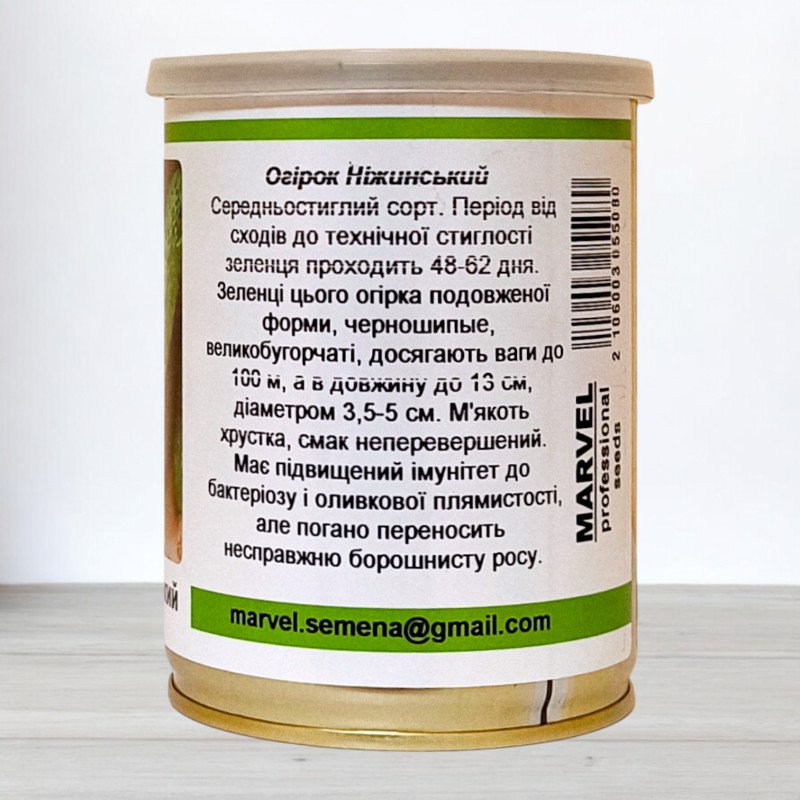 Огірок Ніжинський
Середньостиглий сорт. Період від
сходів до технічної стиглості
зеленця проходить 48-62 дня.
Зеленці цього огірка подовженої
форми, черношипые,
великобугорчаті, досягають ваги до
100 м, а в довжину до 13 см,
діаметром 3,5-5 см. М'якоть
хрустка, смак неперевершений.
Має підвищений імунітет до
бактеріозу і оливкової плямистості,
але погано переносить
несправжню борошнисту росу.
marvel.semena@gmail.com
2 106003 055080
MARVEL
professional
seeds